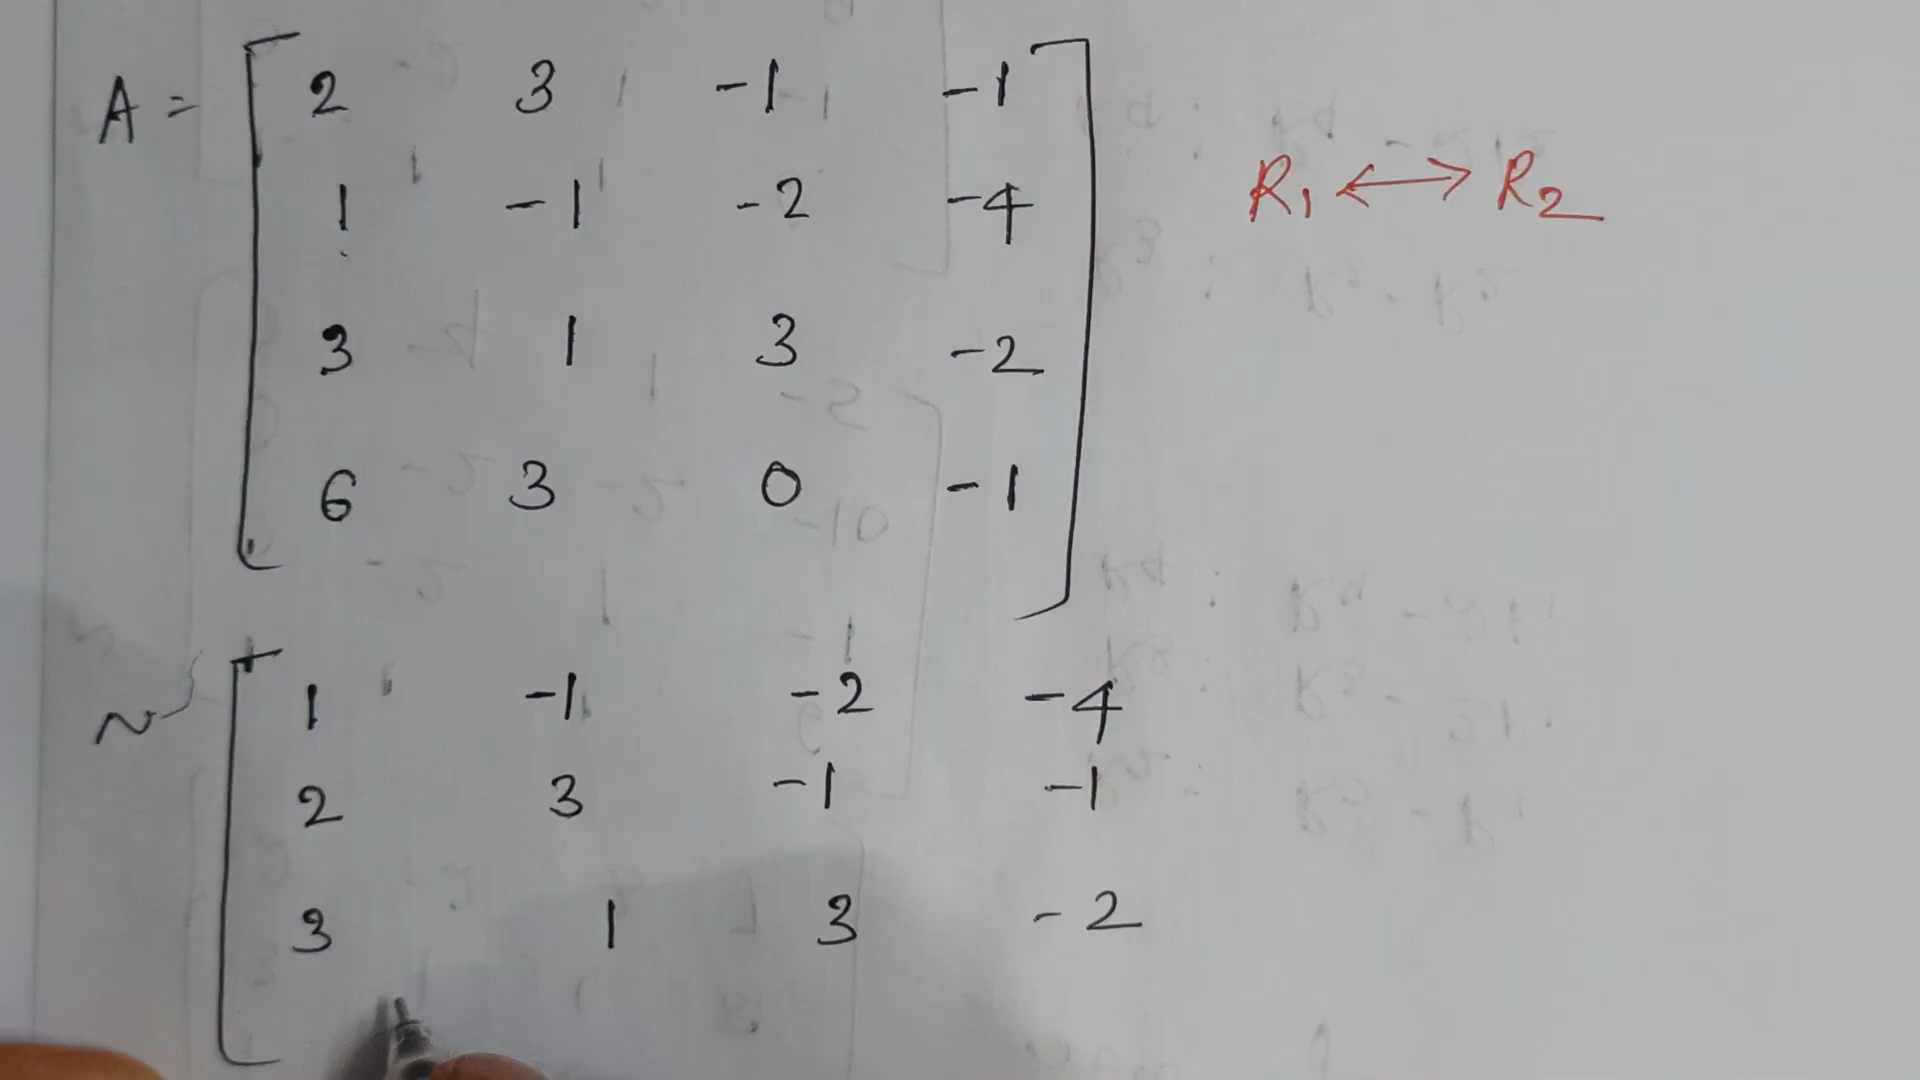 A = [ 2 3 -1 -1 ]
1 -1 -2 -4 R1 ↔ R2
3 1 3 -2
6 3 0 -1
~ [ 1 -1 -2 -4
2 3 -1 -1
3 1 3 -2